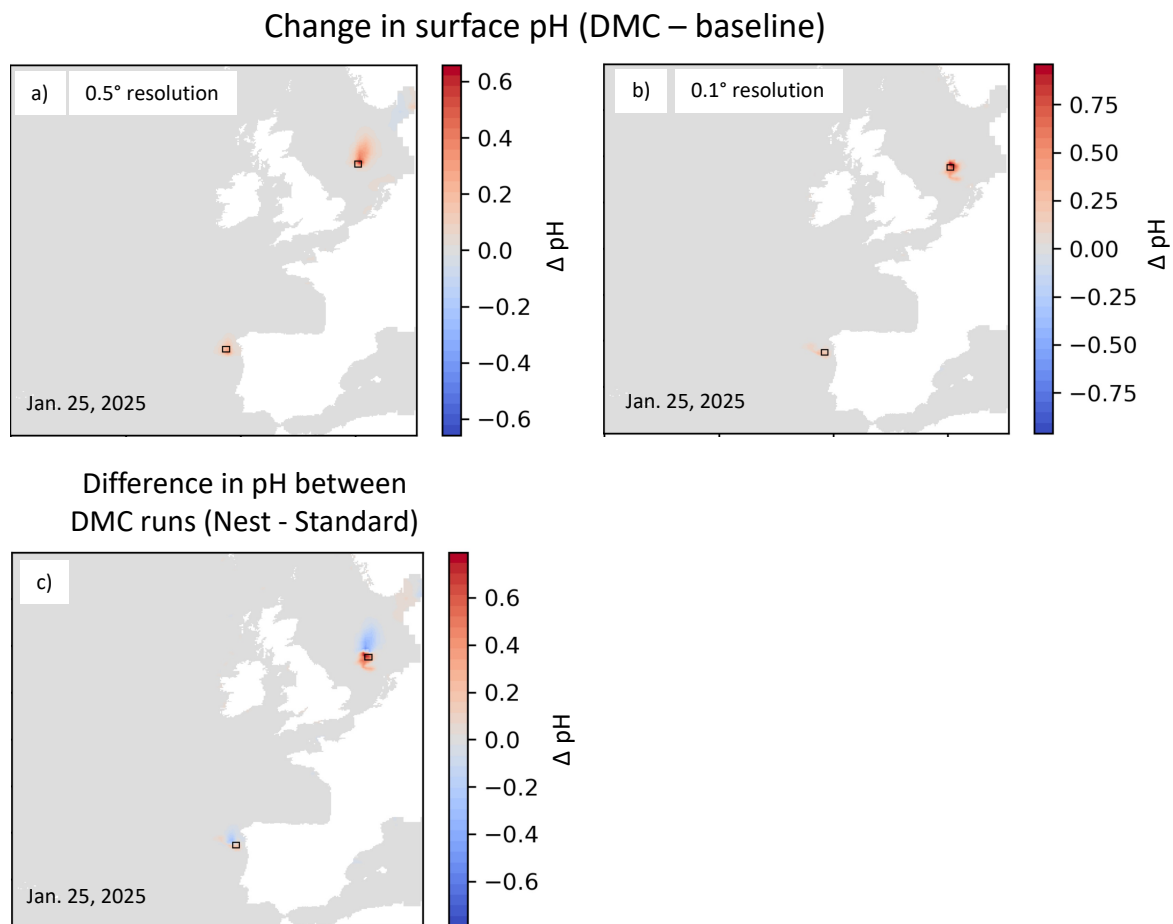 Change in surface pH (DMC – baseline)
a)
0.5° resolution
0.6
0.4
0.2
0.0
−0.2
−0.4
−0.6
Δ pH
Jan. 25, 2025
b)
0.1° resolution
0.75
0.50
0.25
0.00
−0.25
−0.50
−0.75
Δ pH
Jan. 25, 2025
Difference in pH between
DMC runs (Nest - Standard)
c)
0.6
0.4
0.2
0.0
−0.2
−0.4
−0.6
Δ pH
Jan. 25, 2025